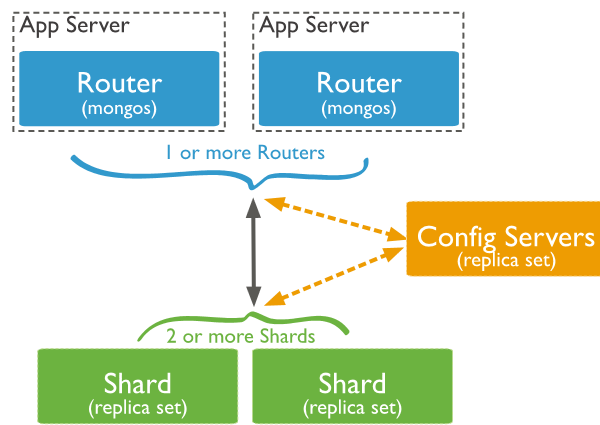 App Server
App Server
Router
(mongos)
Router
(mongos)
1 or more Routers
Config Servers
(replica set)
2 or more Shards
Shard
(replica set)
Shard
(replica set)